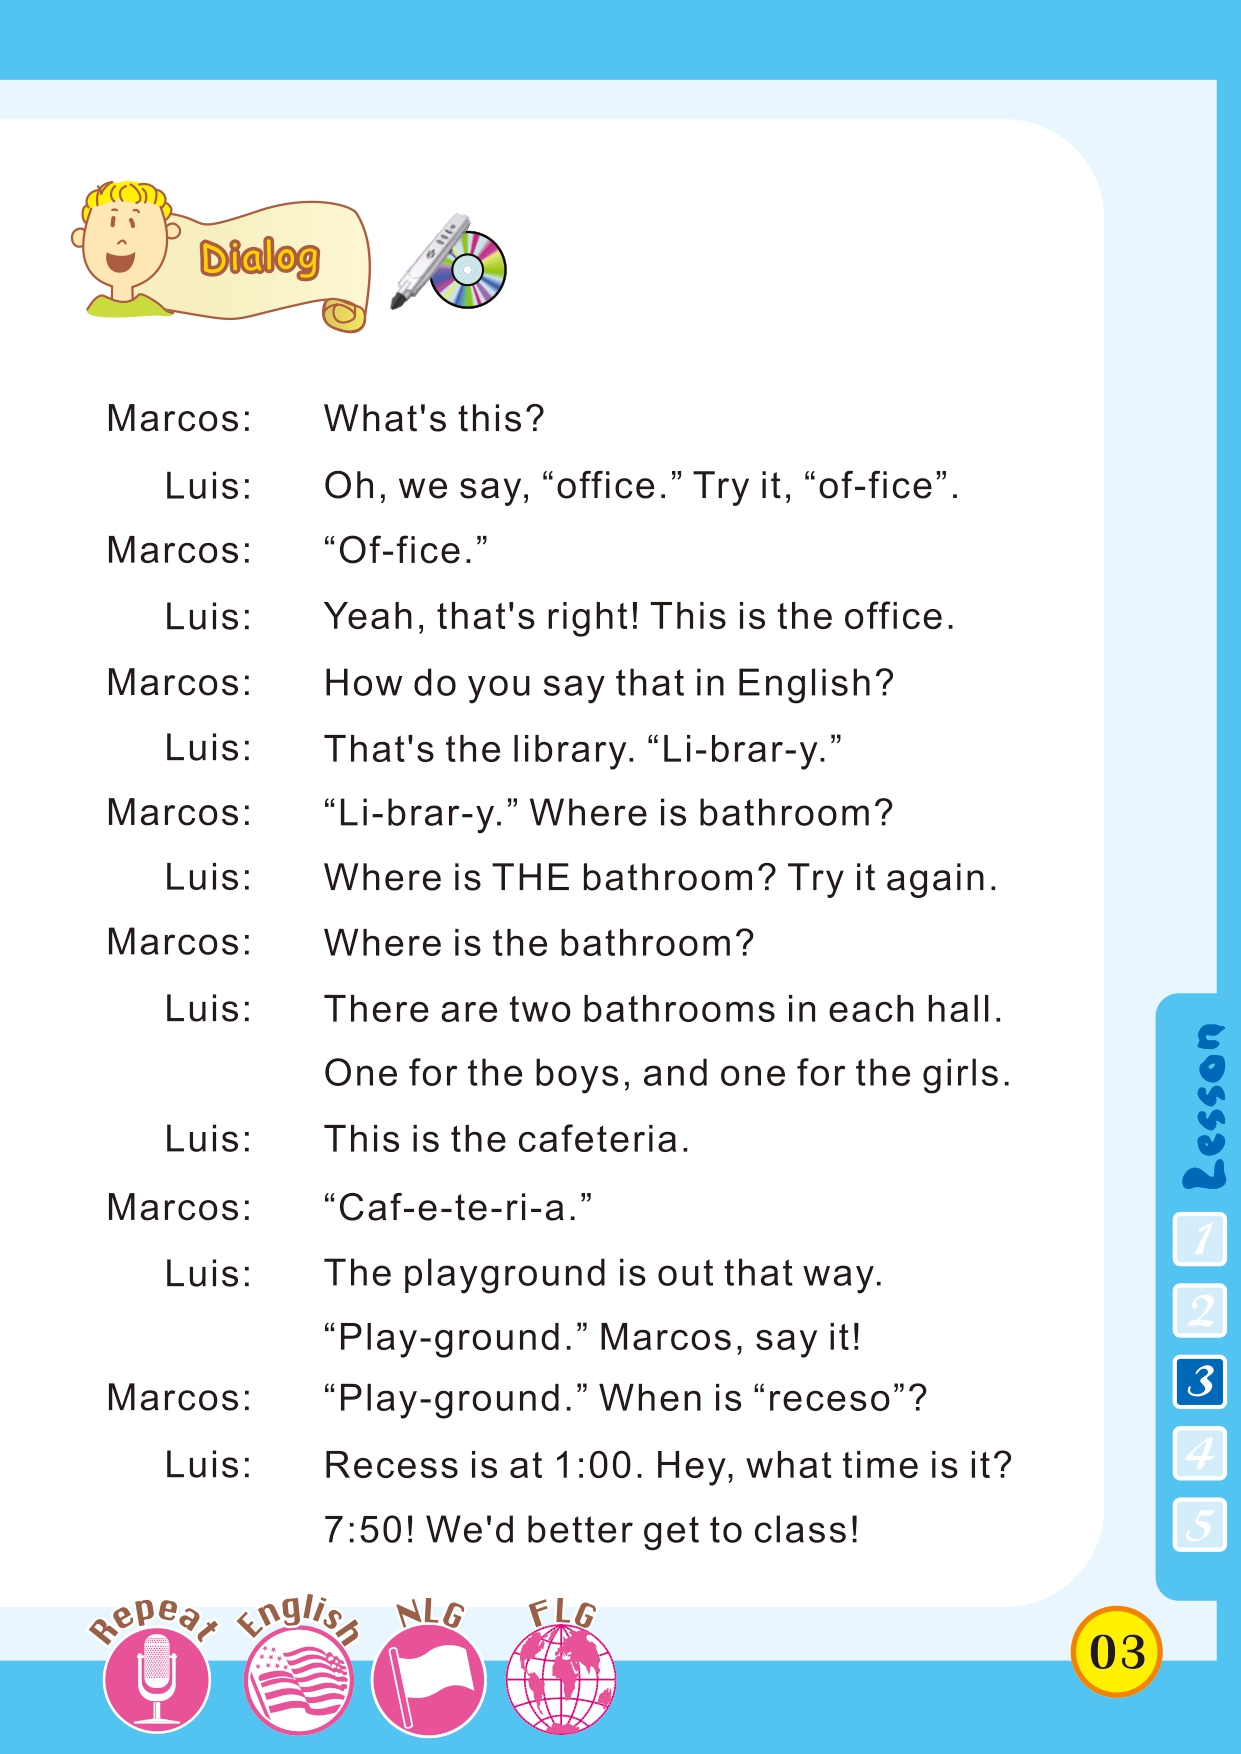 Dialog
Marcos: What's this?
Luis: Oh, we say, “office.” Try it, “of-fice”.
Marcos: “Of-fice.”
Luis: Yeah, that's right! This is the office.
Marcos: How do you say that in English?
Luis: That's the library. “Li-brar-y.”
Marcos: “Li-brar-y.” Where is bathroom?
Luis: Where is THE bathroom? Try it again.
Marcos: Where is the bathroom?
Luis: There are two bathrooms in each hall.
One for the boys, and one for the girls.
Luis: This is the cafeteria.
Marcos: “Caf-e-te-ri-a.”
Luis: The playground is out that way.
“Play-ground.” Marcos, say it!
Marcos: “Play-ground.” When is “receso”?
Luis: Recess is at 1:00. Hey, what time is it?
7:50! We'd better get to class!
Lesson
1
2
3
4
5
Repeat English NLG FLG
03